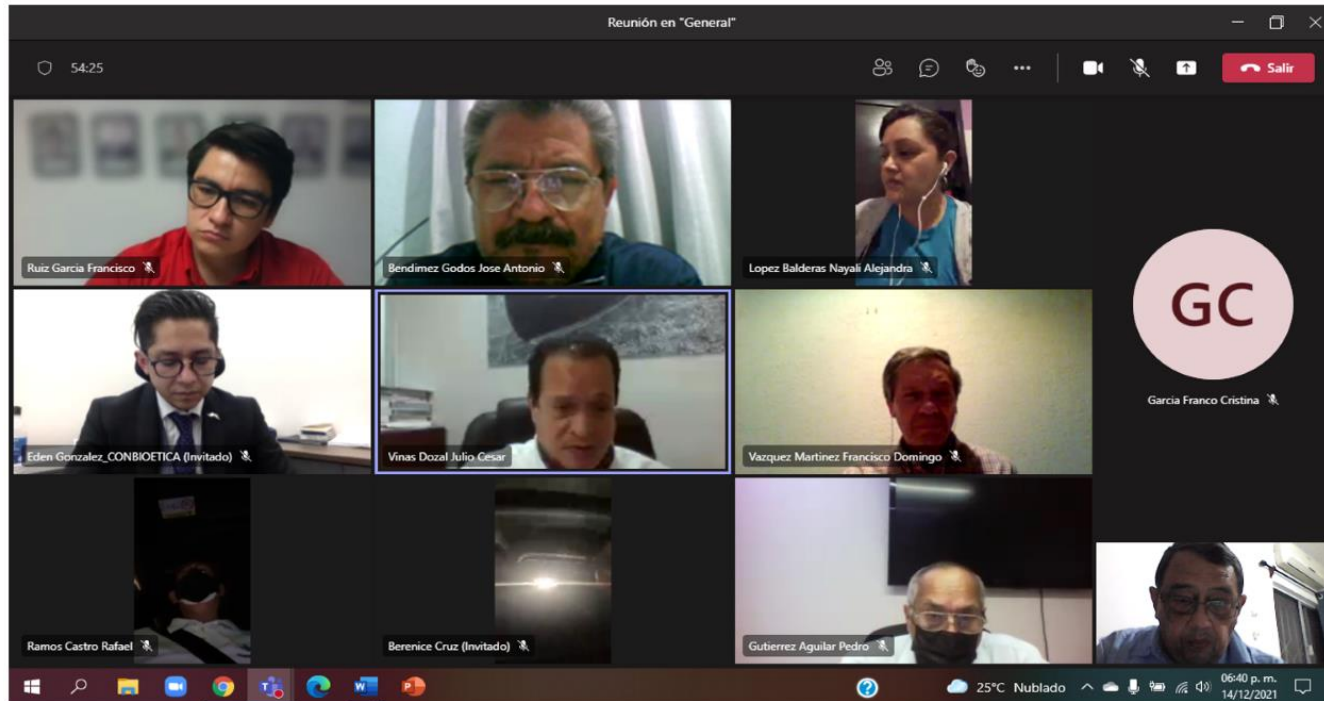 Reunión en "General"
54:25
Salir
Ruiz Garcia Francisco
Bendimez Godos Jose Antonio
Lopez Balderas Nayali Alejandra
GC
Garcia Franco Cristina
Eden Gonzalez_CONBIOETICA (Invitado)
Vinas Dozal Julio Cesar
Vazquez Martinez Francisco Domingo
Ramos Castro Rafael
Berenice Cruz (Invitado)
Gutierrez Aguilar Pedro
25°C Nublado
06:40 p. m.
14/12/2021